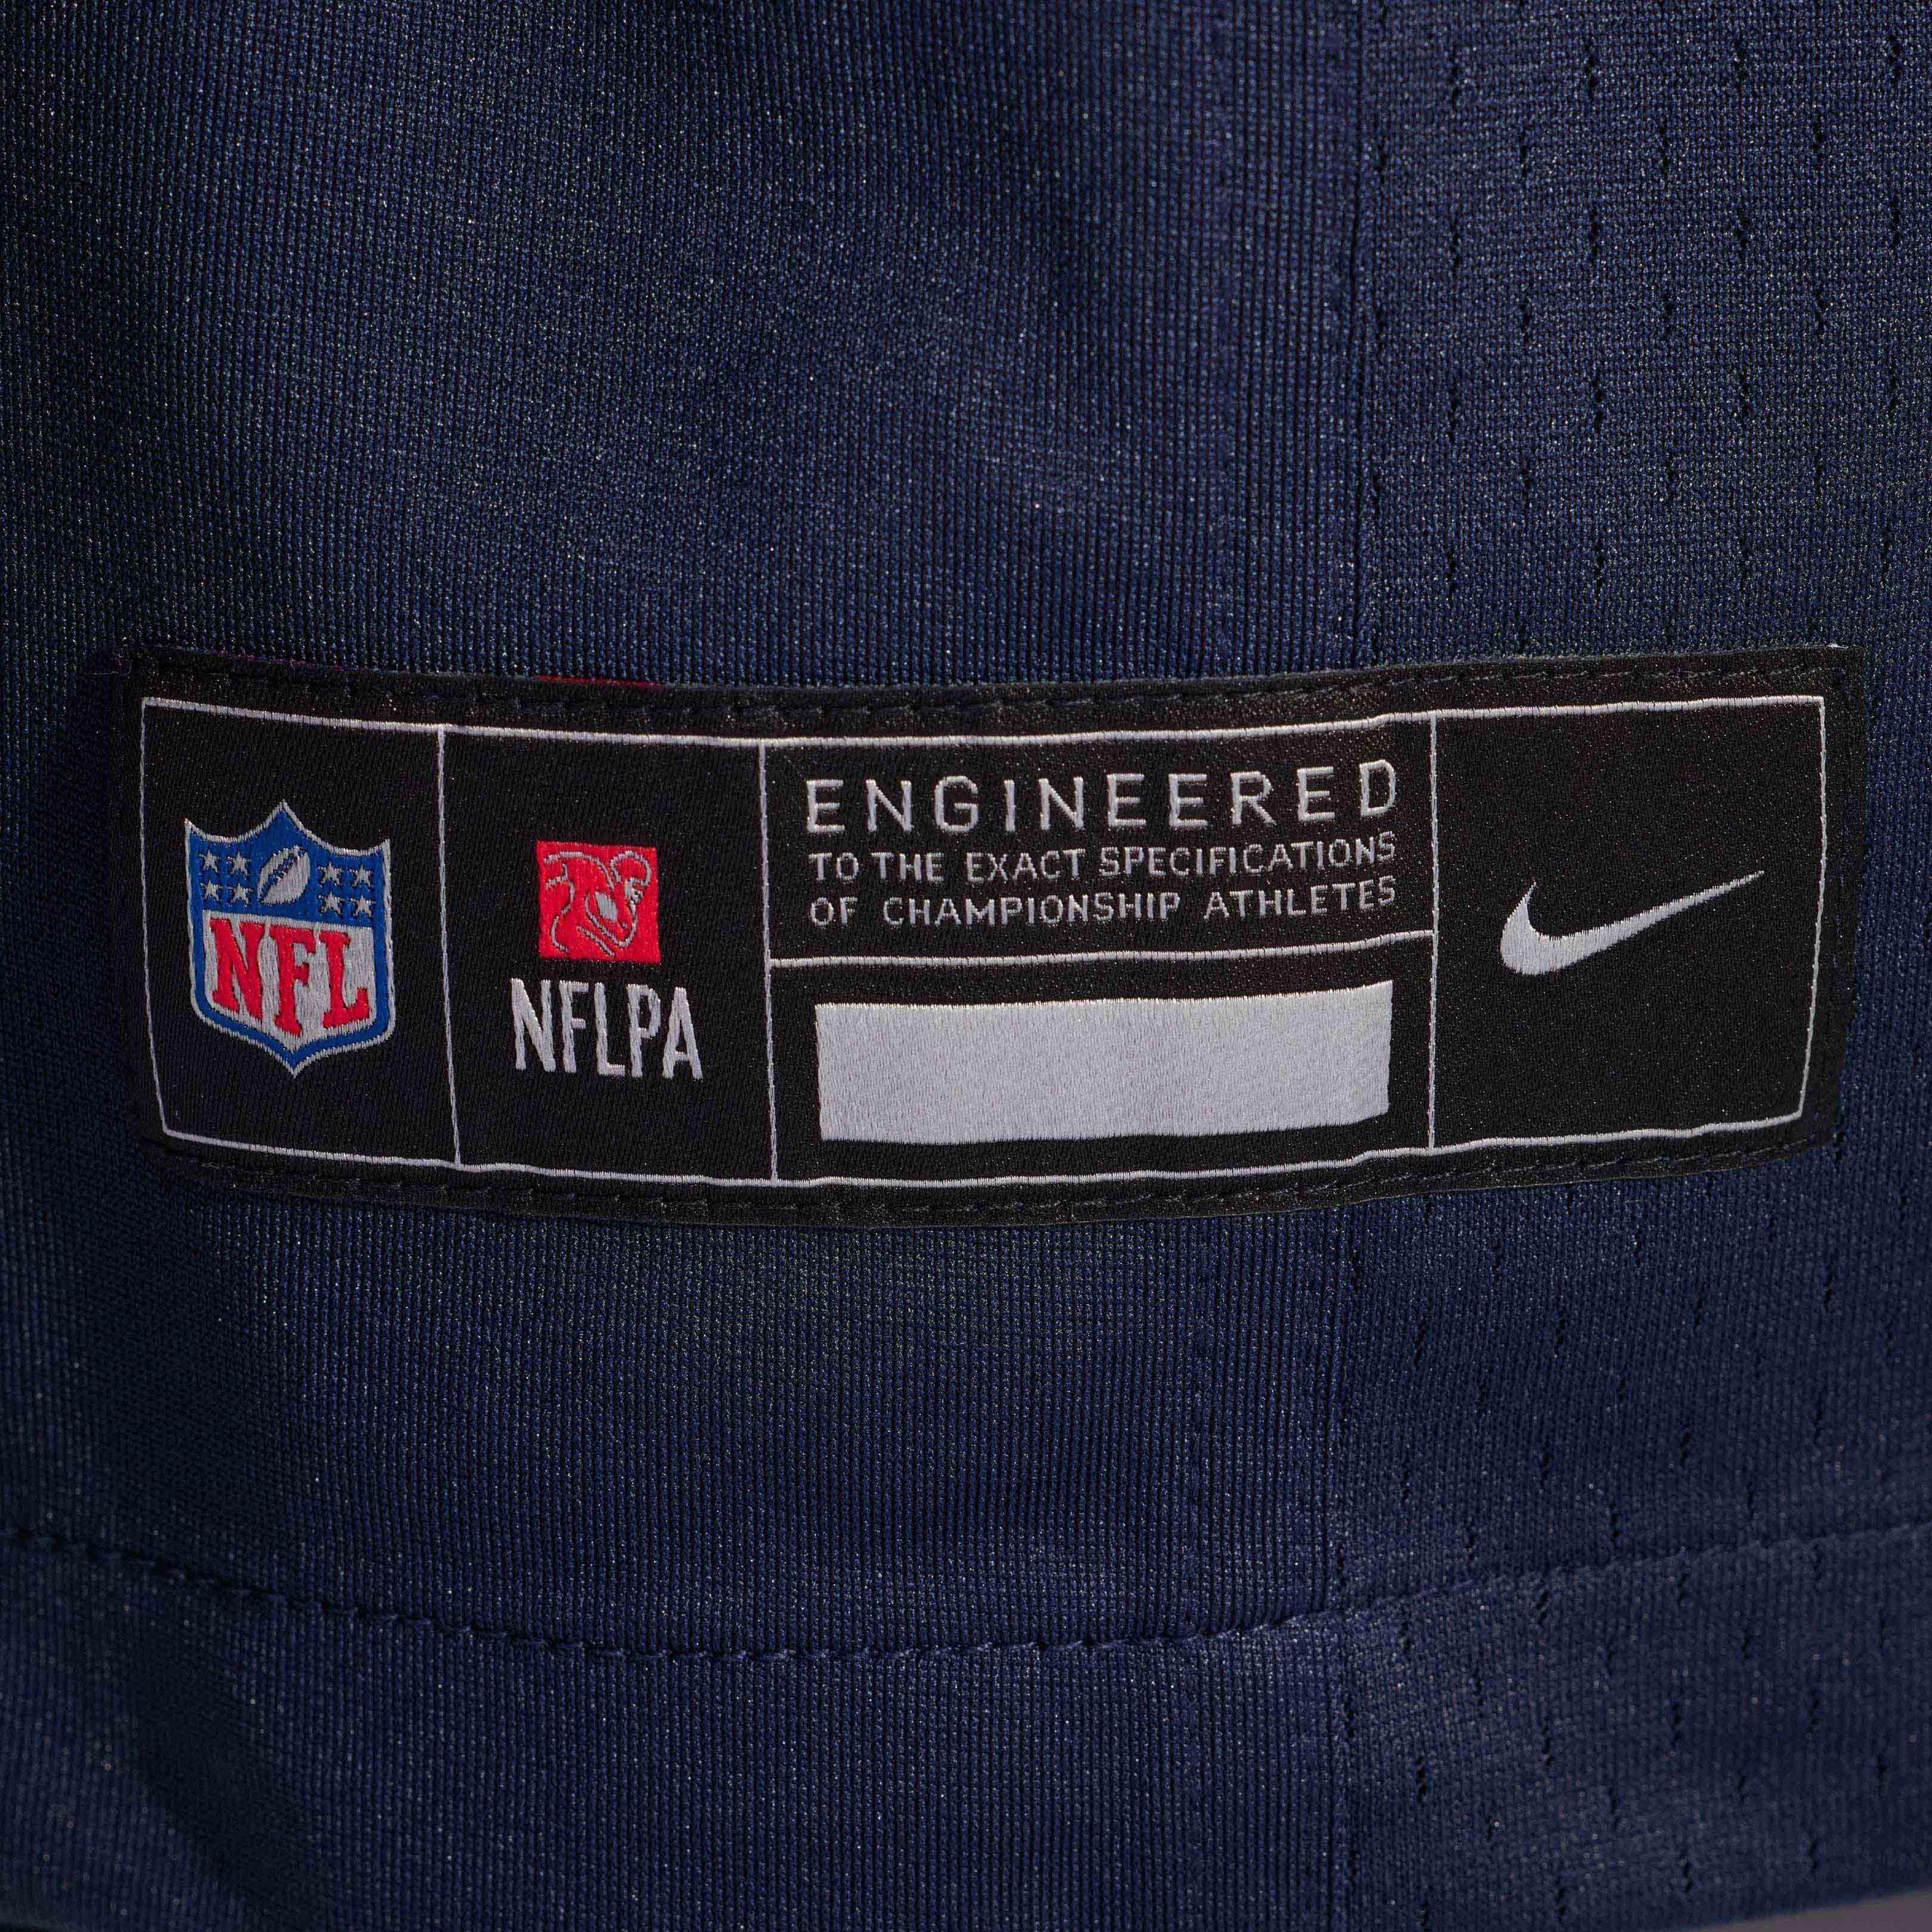 NFL
NFLPA
ENGINEERED
TO THE EXACT SPECIFICATIONS
OF CHAMPIONSHIP ATHLETES